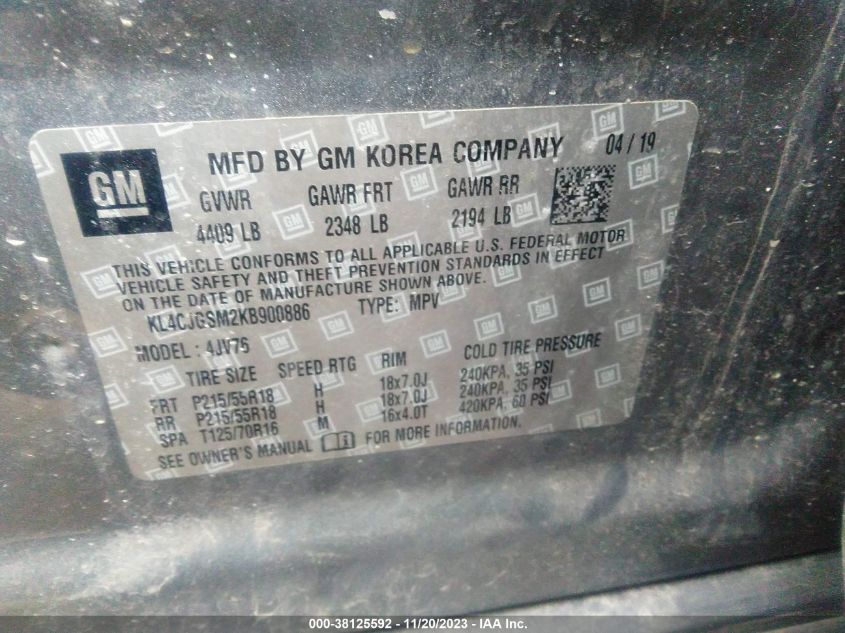 GM
MFD BY GM KOREA COMPANY 04 / 19
GVWR GAWR FRT GAWR RR
4409 LB 2348 LB 2194 LB
THIS VEHICLE CONFORMS TO ALL APPLICABLE U.S. FEDERAL MOTOR
VEHICLE SAFETY AND THEFT PREVENTION STANDARDS IN EFFECT
ON THE DATE OF MANUFACTURE SHOWN ABOVE.
KL4CJGSM2KB900886 TYPE: MPV
MODEL: 4JV76
TIRE SIZE SPEED RTG RIM COLD TIRE PRESSURE
FRT P215/55R18 H 18x7.0J 240KPA, 35 PSI
RR P215/55R18 H 18x7.0J 240KPA, 35 PSI
SPA T125/70R16 M 16x4.0T 420KPA, 60 PSI
SEE OWNER'S MANUAL FOR MORE INFORMATION.
000-38125592 - 11/20/2023 - IAA Inc.